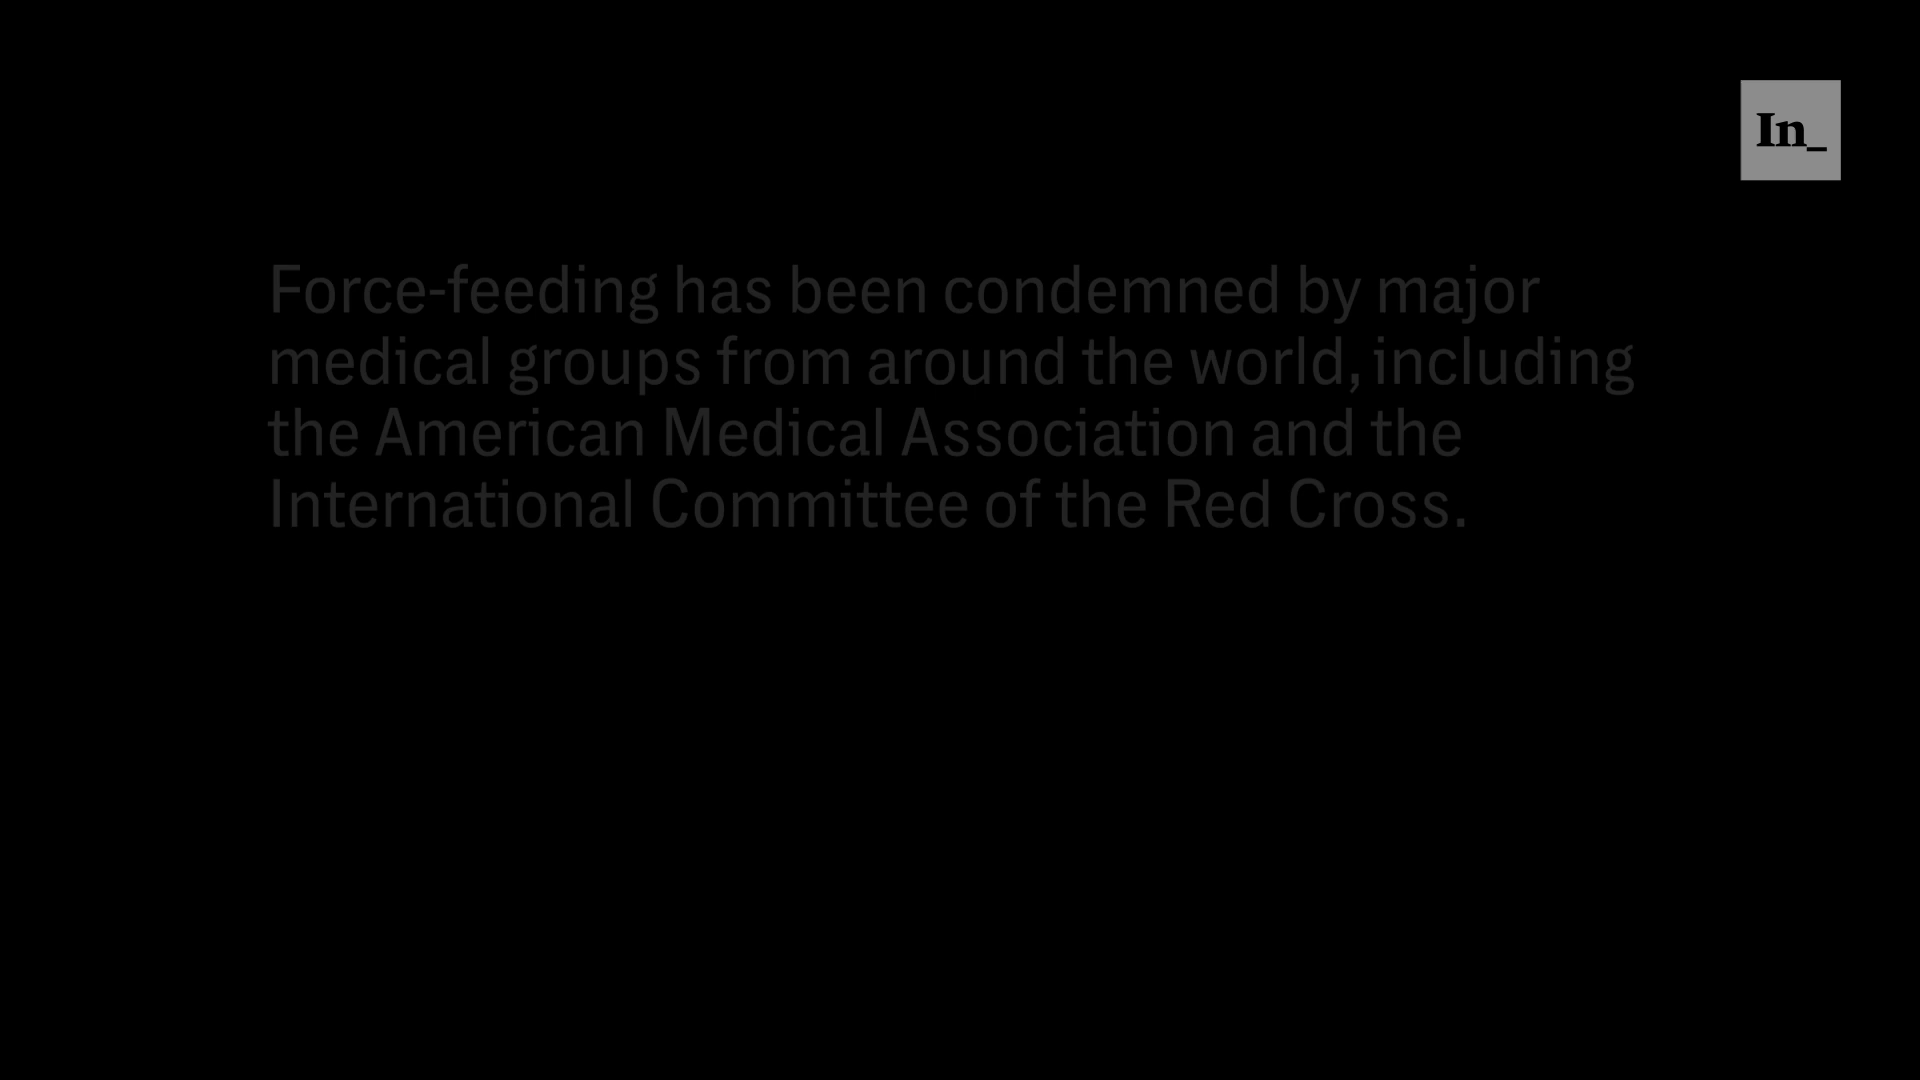 In_
Force-feeding has been condemned by major
medical groups from around the world, including
the American Medical Association and the
International Committee of the Red Cross.